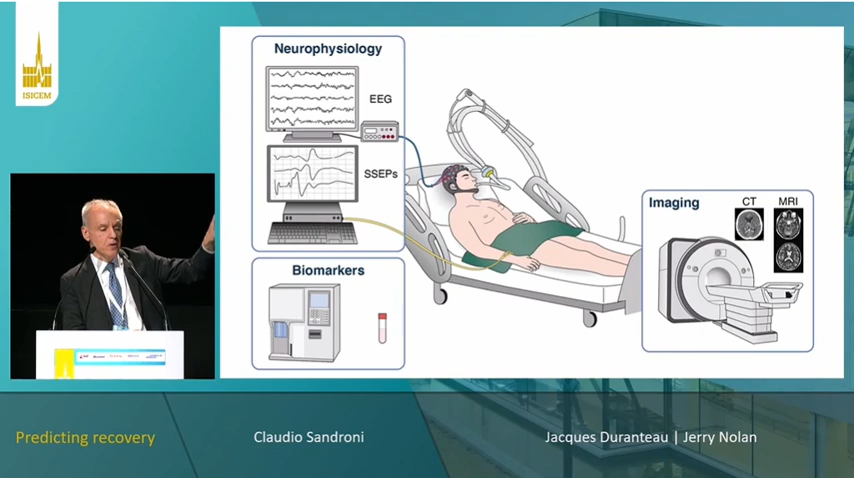 ISICEM
Neurophysiology
EEG
SSEPs
Biomarkers
Imaging
CT
MRI
Predicting recovery
Claudio Sandroni
Jacques Duranteau | Jerry Nolan